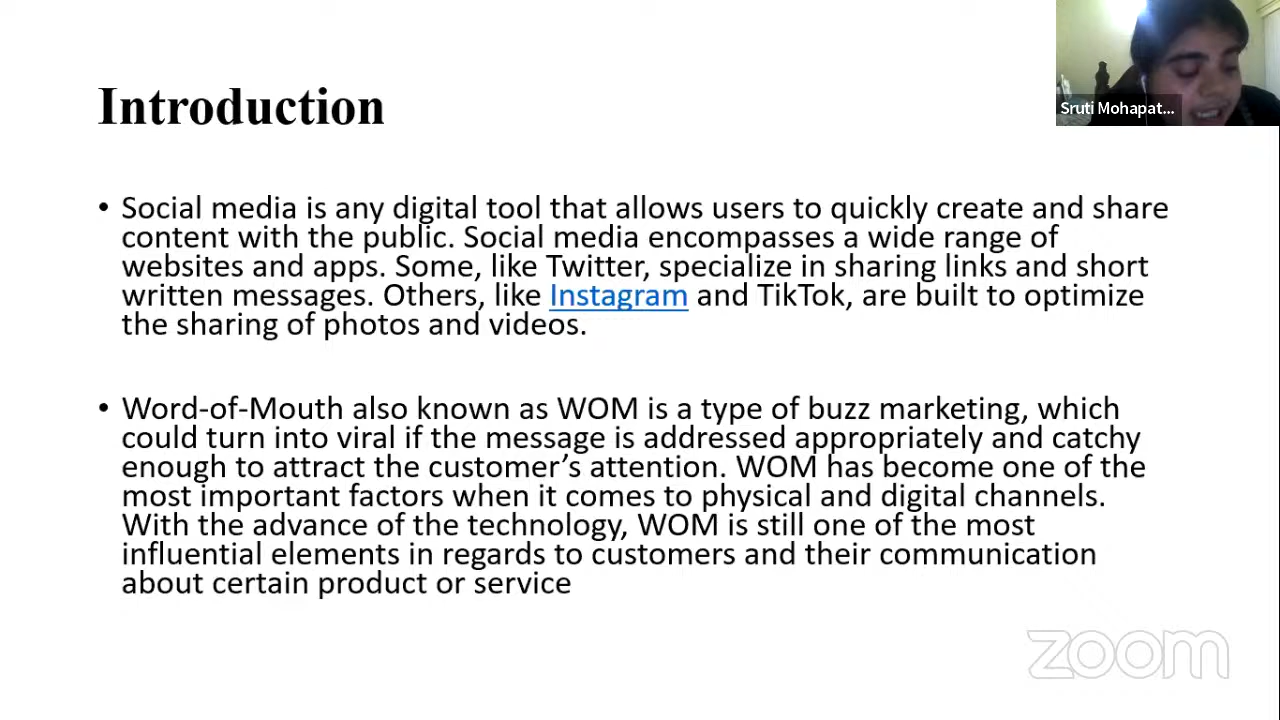 Introduction
Sruti Mohapat...
• Social media is any digital tool that allows users to quickly create and share
content with the public. Social media encompasses a wide range of
websites and apps. Some, like Twitter, specialize in sharing links and short
written messages. Others, like Instagram and TikTok, are built to optimize
the sharing of photos and videos.
• Word-of-Mouth also known as WOM is a type of buzz marketing, which
could turn into viral if the message is addressed appropriately and catchy
enough to attract the customer’s attention. WOM has become one of the
most important factors when it comes to physical and digital channels.
With the advance of the technology, WOM is still one of the most
influential elements in regards to customers and their communication
about certain product or service
zoom